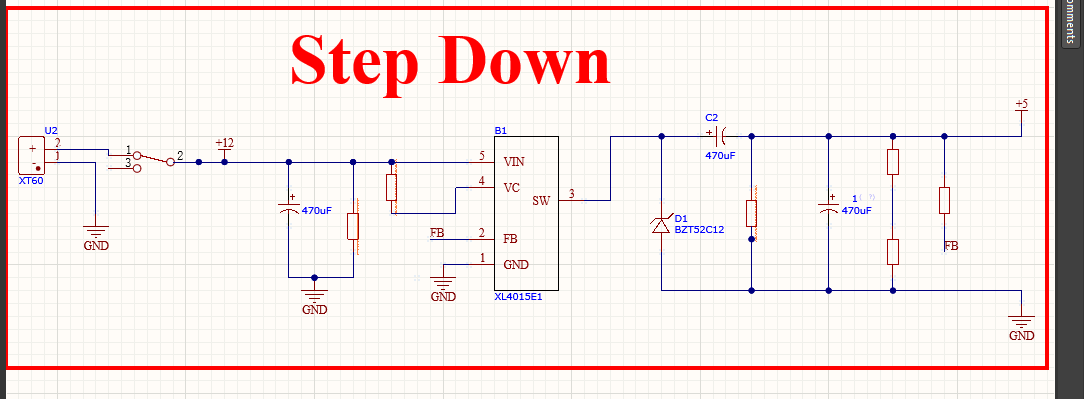 omments
Step Down
U2
+
-
2
1
XT60
GND
1
3
2
+12
470uF
GND
FB
GND
B1
5
VIN
4
VC
SW
3
2
FB
1
GND
XL4015E1
D1
BZT52C12
C2
+
470uF
+
1
470uF
FB
+5
GND